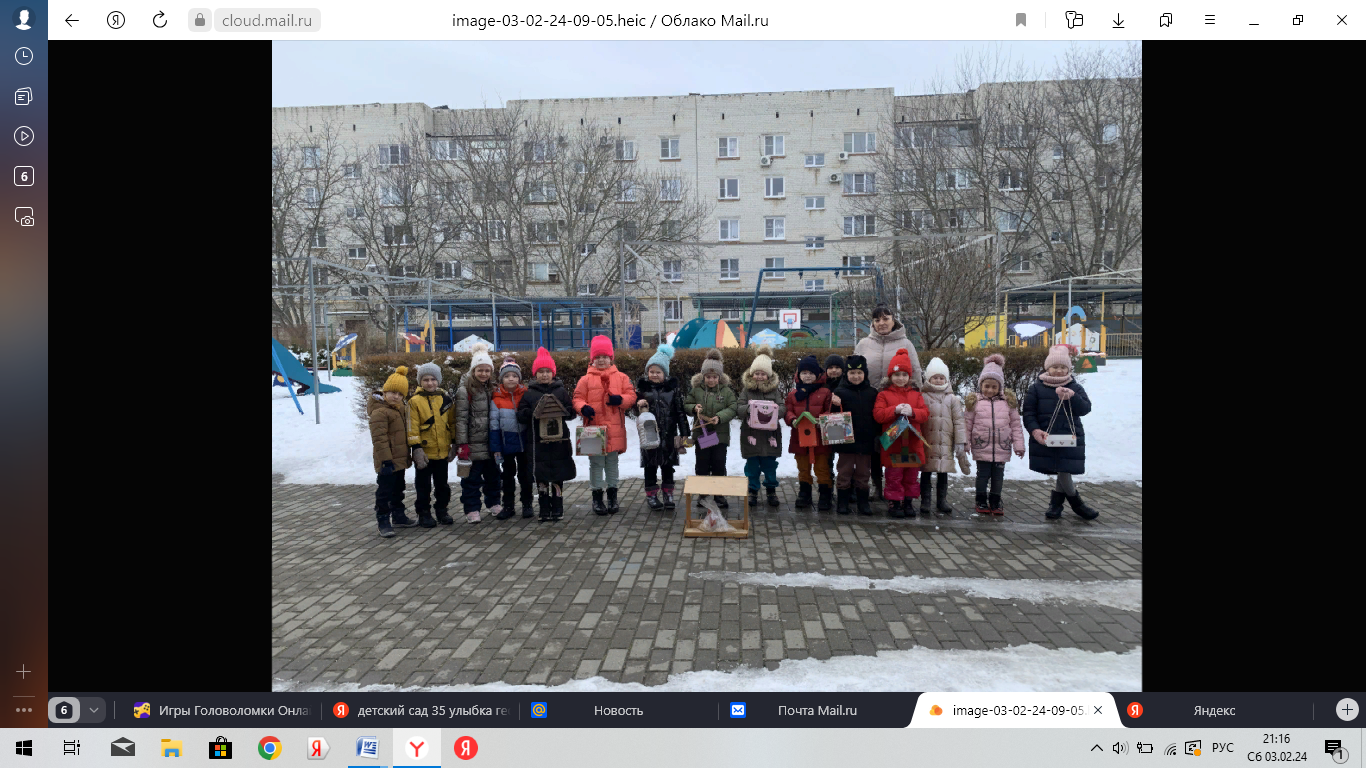 cloud.mail.ru
image-03-02-24-09-05.heic / Облако Mail.ru
6
6
Игры Головоломки Онла
детский сад 35 улыбка ге
Новость
Почта Mail.ru
image-03-02-24-09-05.
Яндекс
РУС
21:16
Сб 03.02.24
1